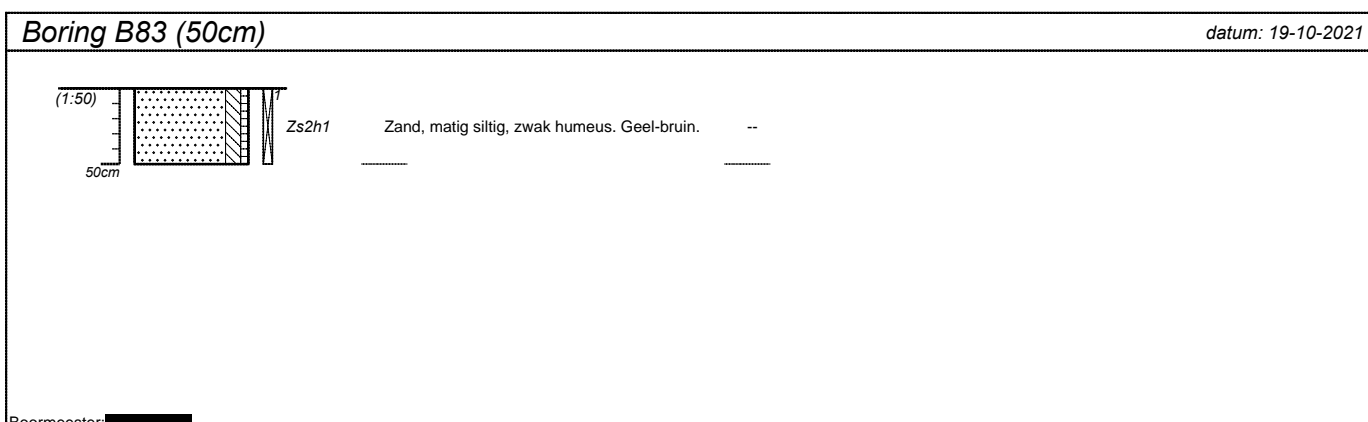 Boring B83 (50cm) datum: 19-10-2021
(1:50) 1
Zs2h1 Zand, matig siltig, zwak humeus. Geel-bruin. --
50cm
Boormeester: